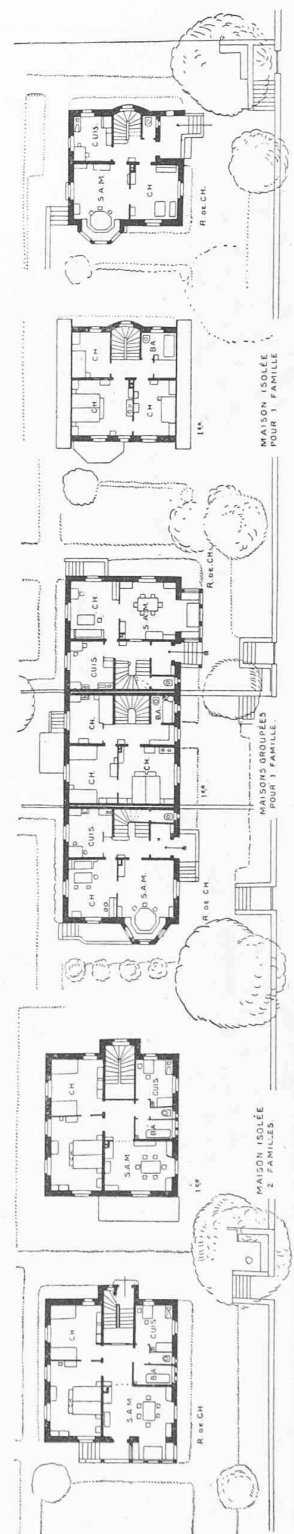 R. DE CH
CH
CUIS
BA
S.A.M
1ER
CH
CUIS
BA
S.A.M
MAISON ISOLÉE
2 FAMILLES
R DE CH
CH
CUIS
S.A.M.
1ER
CH.
CH.
CH.
BA
R. DE. CH.
CUIS
CH.
S.A.M.
MAISONS GROUPÉES
POUR 1 FAMILLE.
1ER
CH
CH
CH
BA.
MAISON ISOLÉE
POUR 1 FAMILLE
R DE CH.
CUIS.
S.A.M
CH